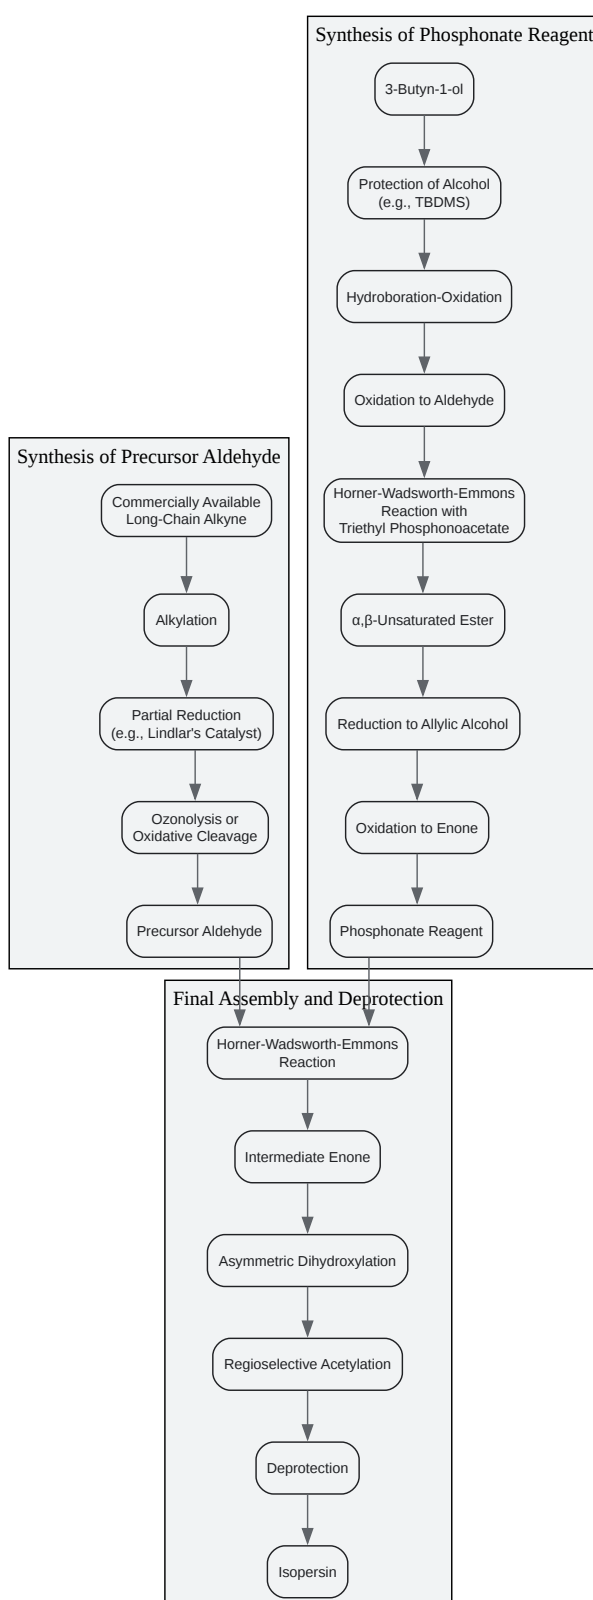 Synthesis of Phosphonate Reagent
3-Butyn-1-ol
Protection of Alcohol
(e.g., TBDMS)
Hydroboration-Oxidation
Oxidation to Aldehyde
Horner-Wadsworth-Emmons
Reaction with
Triethyl Phosphonoacetate
α,β-Unsaturated Ester
Reduction to Allylic Alcohol
Oxidation to Enone
Phosphonate Reagent
Synthesis of Precursor Aldehyde
Commercially Available
Long-Chain Alkyne
Alkylation
Partial Reduction
(e.g., Lindlar's Catalyst)
Ozonolysis or
Oxidative Cleavage
Precursor Aldehyde
Final Assembly and Deprotection
Horner-Wadsworth-Emmons
Reaction
Intermediate Enone
Asymmetric Dihydroxylation
Regioselective Acetylation
Deprotection
Isopersin